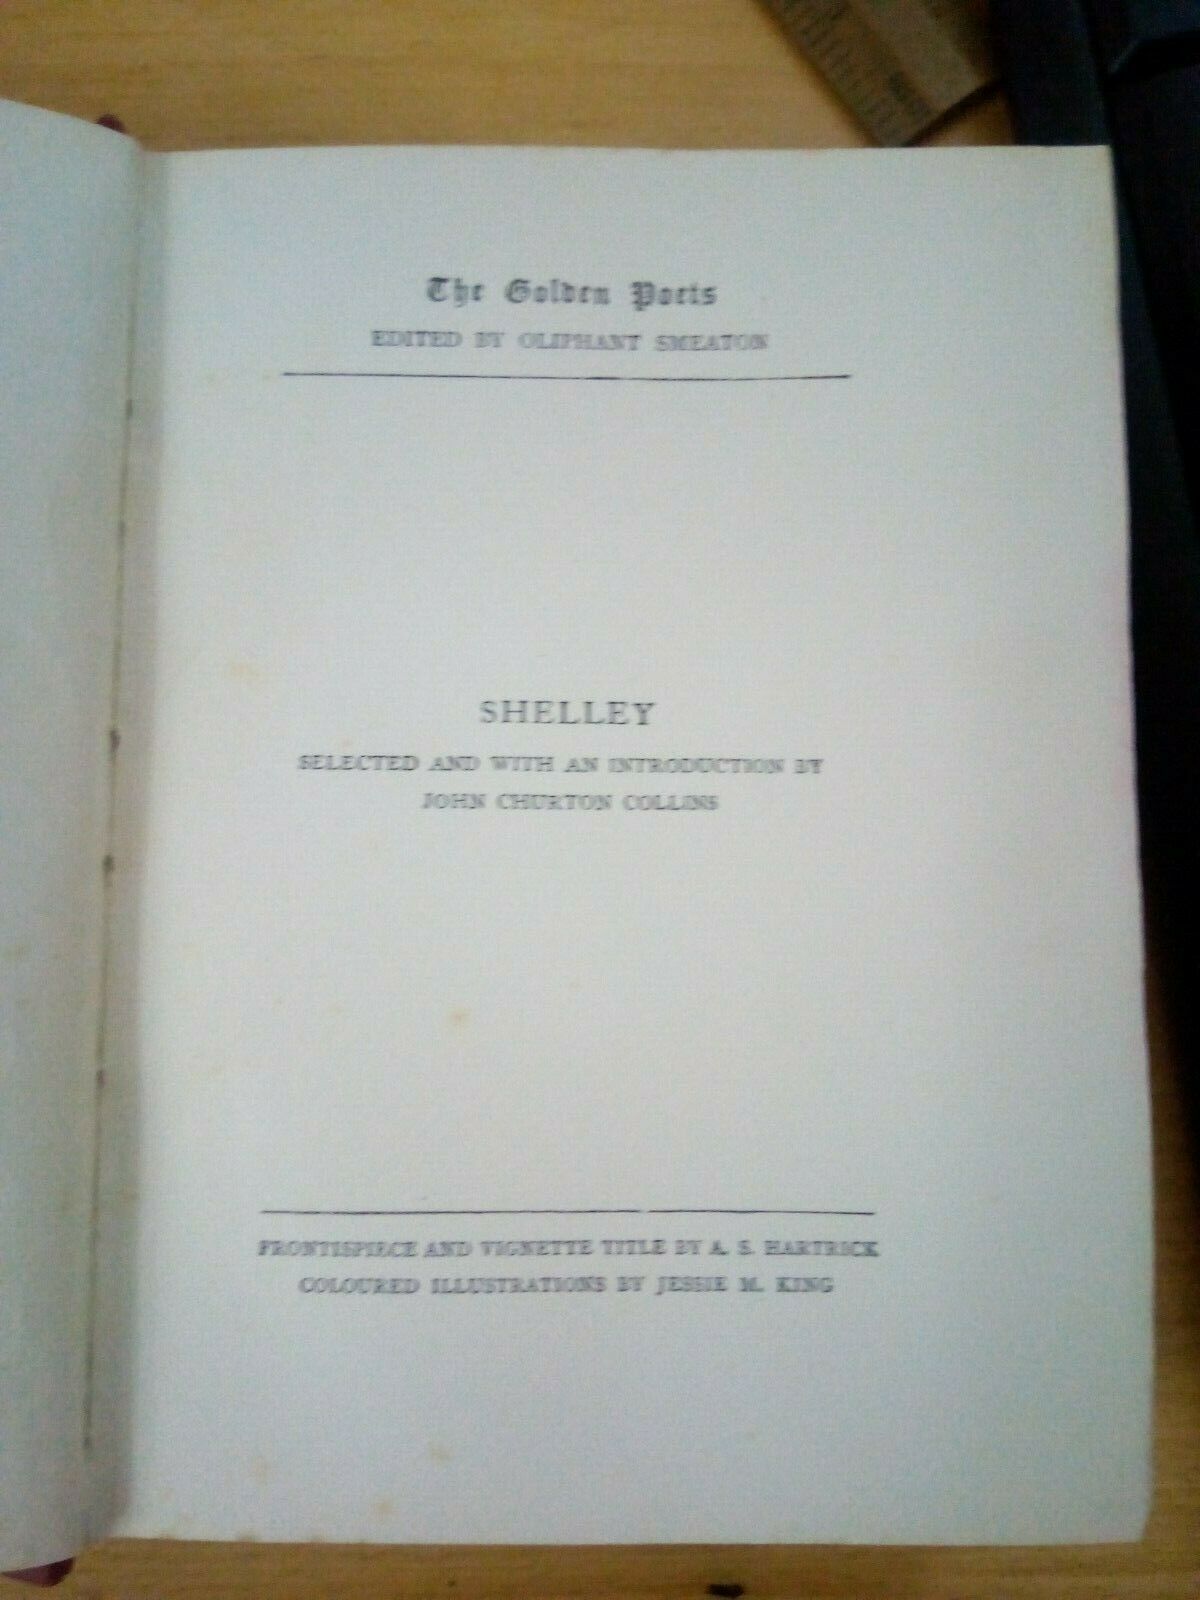 The Golden Poets
EDITED BY OLIPHANT SMEATON
SHELLEY
SELECTED AND WITH AN INTRODUCTION BY
JOHN CHURTON COLLINS
FRONTISPIECE AND VIGNETTE TITLE BY A. S. HARTRICK
COLOURED ILLUSTRATIONS BY JESSIE M. KING